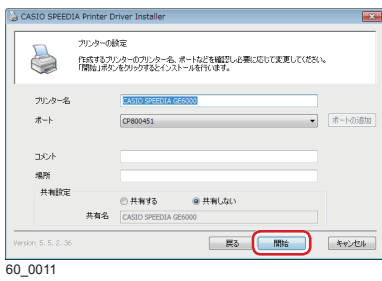 CASIO SPEEDIA Printer Driver Installer
プリンターの設定
作成するプリンターのプリンター名、ポートなどを確認し必要に応じて変更してください。
「開始」ボタンをクリックするとインストールを行います。
プリンター名 CASIO SPEEDIA GE6000
ポート CP800451 ポートの追加
コメント
場所
共有設定
共有する 共有しない
共有名 CASIO SPEEDIA GE6000
Version 5. 5. 2. 36 戻る 開始 キャンセル
60_0011